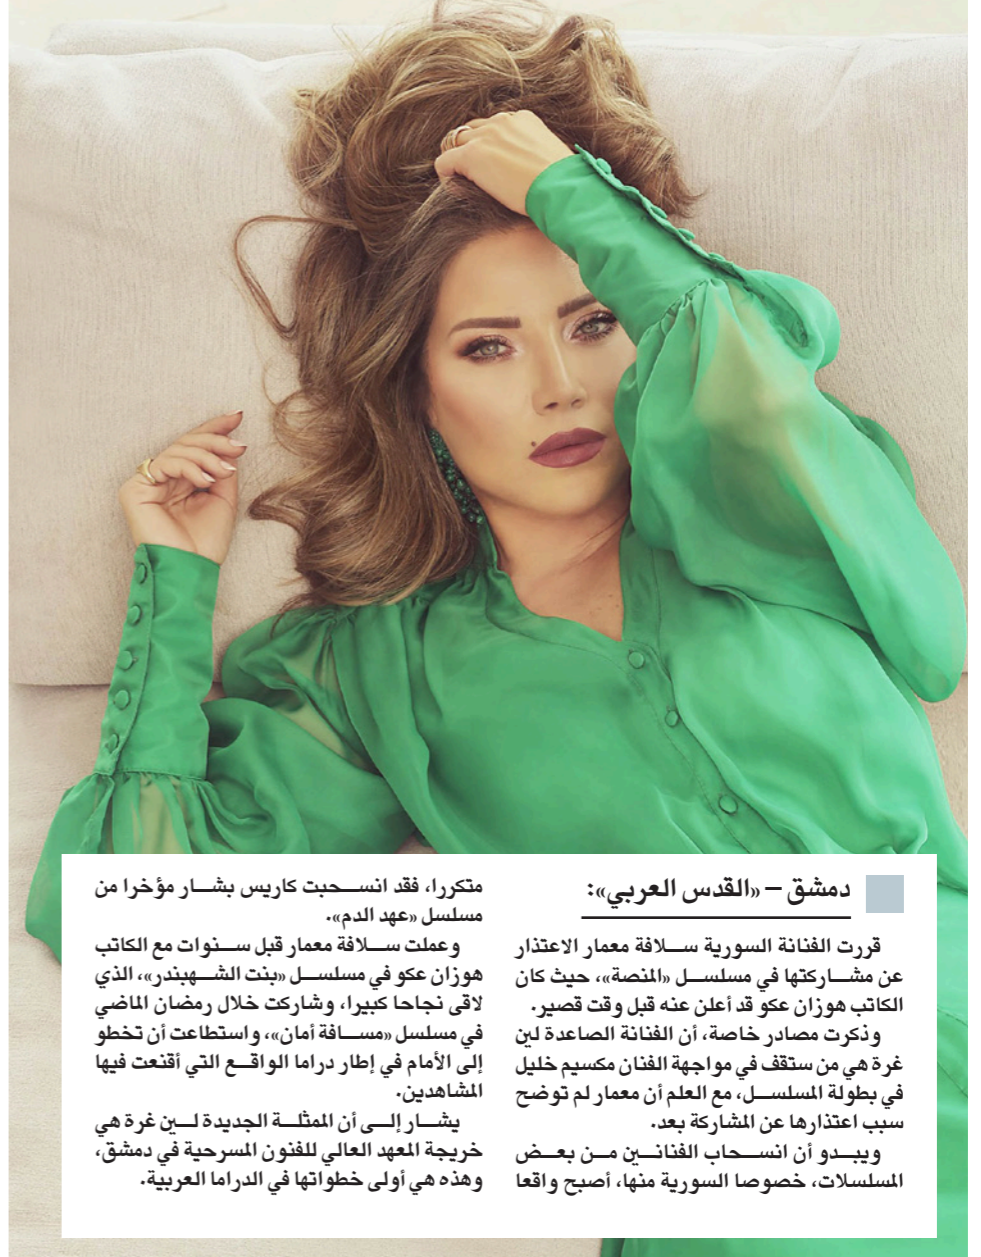 دمشق – «القدس العربي»:
قررت الفنانة السورية سلافة معمار الاعتذار
عن مشاركتها في مسلسل «المنصة»، حيث كان
الكاتب هوزان عكو قد أعلن عنه قبل وقت قصير.
وذكرت مصادر خاصة، أن الفنانة الصاعدة لين
غرة هي من ستقف في مواجهة الفنان مكسيم خليل
في بطولة المسلسل، مع العلم أن معمار لم توضح
سبب اعتذارها عن المشاركة بعد.
ويبدو أن انسحاب الفنانين من بعض
المسلسلات، خصوصا السورية منها، أصبح واقعا
متكررا، فقد انسحبت كاريس بشار مؤخرا من
مسلسل «عهد الدم».
وعملت سلافة معمار قبل سنوات مع الكاتب
هوزان عكو في مسلسل «بنت الشهبندر»، الذي
لاقى نجاحا كبيرا، وشاركت خلال رمضان الماضي
في مسلسل «مسافة أمان»، واستطاعت أن تخطو
إلى الأمام في إطار دراما الواقع التي أقنعت فيها
المشاهدين.
يشار إلى أن الممثلة الجديدة لين غرة هي
خريجة المعهد العالي للفنون المسرحية في دمشق،
وهذه هي أولى خطواتها في الدراما العربية.